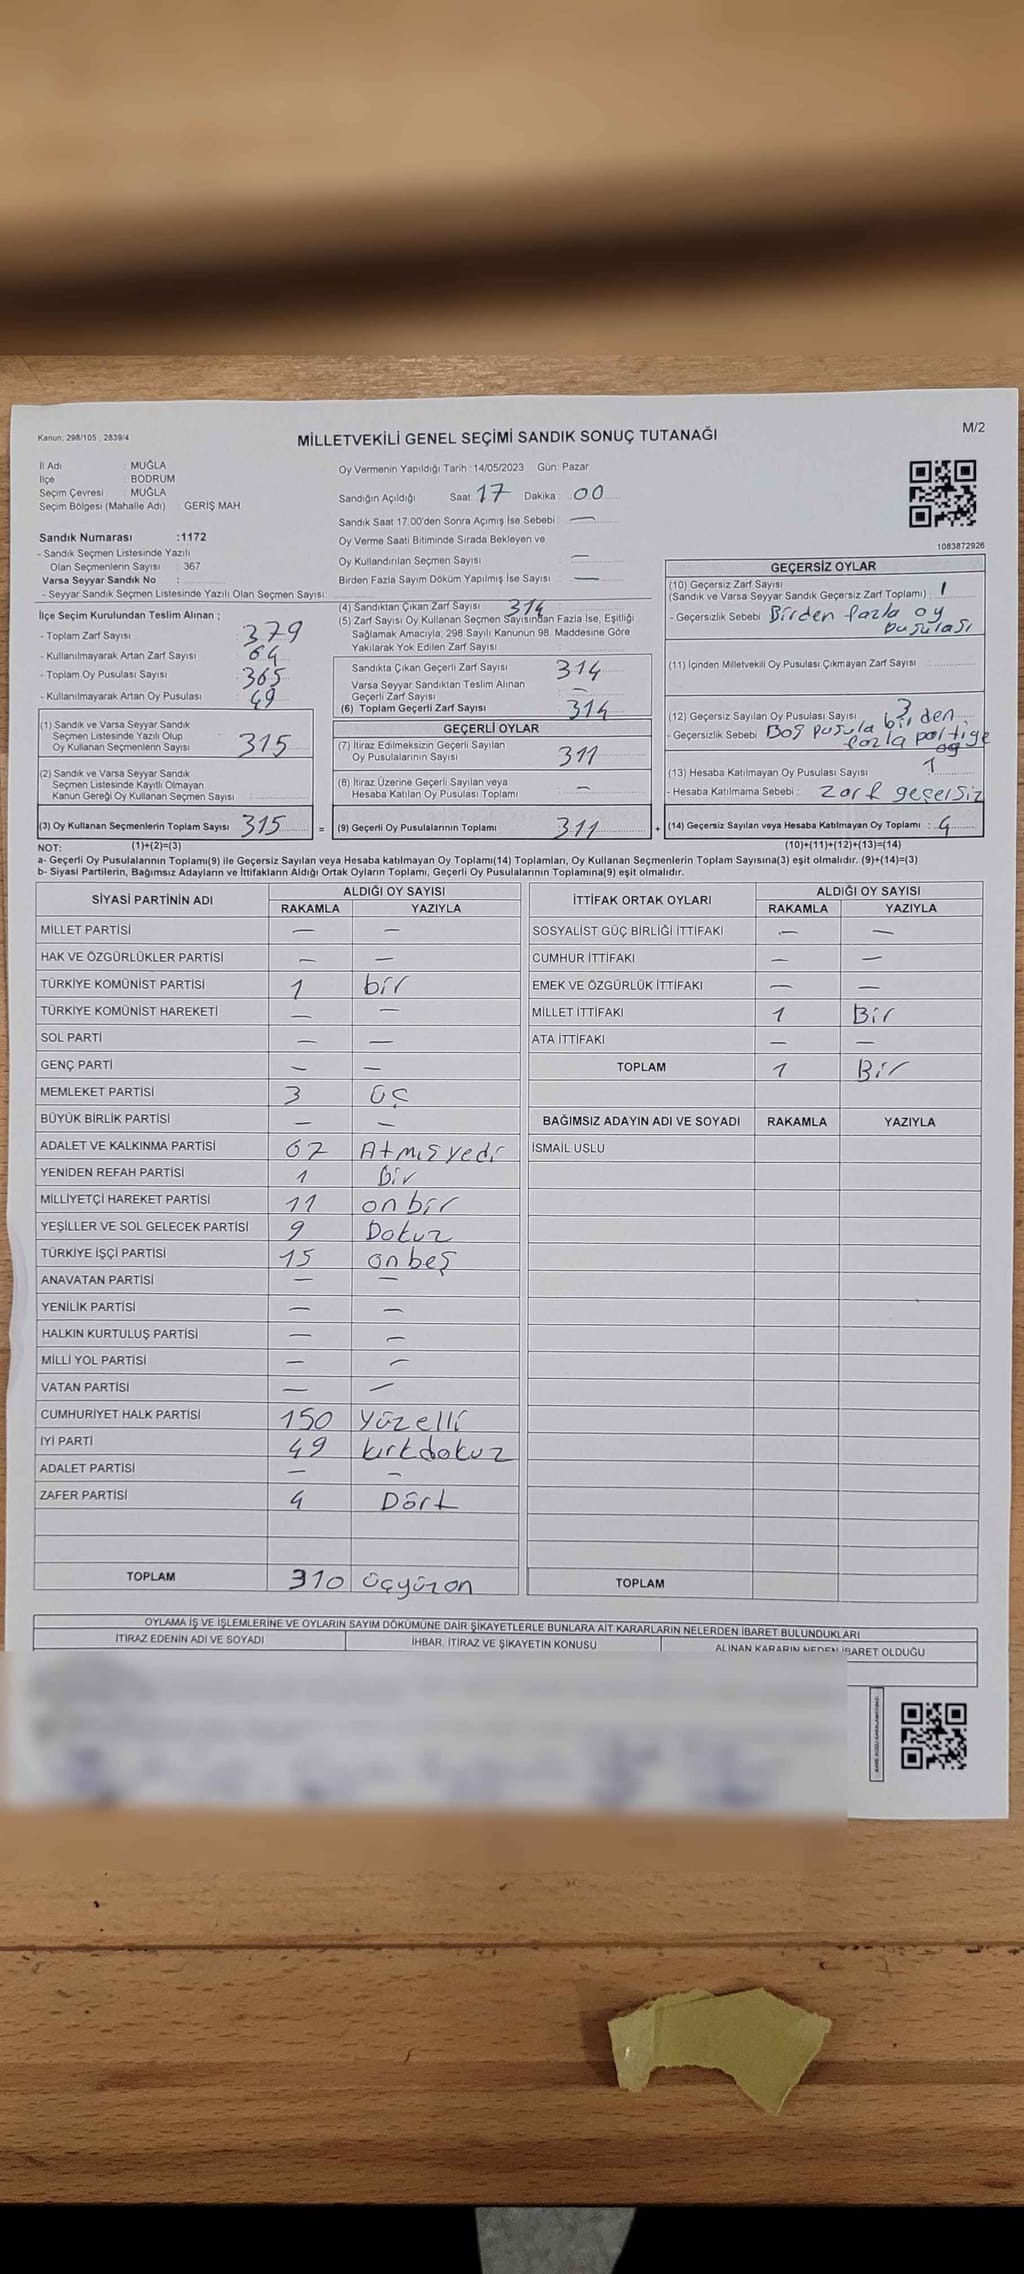 Kanun; 298/105 , 2839/4
MİLLETVEKİLİ GENEL SEÇİMİ SANDIK SONUÇ TUTANAĞI
M/2
İl Adı : MUĞLA
İlçe : BODRUM
Seçim Çevresi : MUĞLA
Seçim Bölgesi (Mahalle Adı) : GERİŞ MAH.
Sandık Numarası :1172
- Sandık Seçmen Listesinde Yazılı
Olan Seçmenlerin Sayısı : 367
Varsa Seyyar Sandık No :
- Seyyar Sandık Seçmen Listesinde Yazılı Olan Seçmen Sayısı:
Oy Vermenin Yapıldığı Tarih :14/05/2023 Gün: Pazar
Sandığın Açıldığı Saat: 17 Dakika : 00
Sandık Saat 17.00'den Sonra Açımış İse Sebebi : —
Oy Verme Saati Bitiminde Sırada Bekleyen ve
Oy Kullandırılan Seçmen Sayısı : —
Birden Fazla Sayım Döküm Yapılmış İse Sayısı : —
1083872926
İlçe Seçim Kurulundan Teslim Alınan ;
- Toplam Zarf Sayısı : 379
- Kullanılmayarak Artan Zarf Sayısı : 64
- Toplam Oy Pusulası Sayısı : 365
- Kullanılmayarak Artan Oy Pusulası : 49
(1) Sandık ve Varsa Seyyar Sandık
Seçmen Listesinde Yazılı Olup
Oy Kullanan Seçmenlerin Sayısı : 315
(2) Sandık ve Varsa Seyyar Sandık
Seçmen Listesinde Kayıtlı Olmayan
Kanun Gereği Oy Kullanan Seçmen Sayısı :
(3) Oy Kullanan Seçmenlerin Toplam Sayısı : 315
(4) Sandıktan Çıkan Zarf Sayısı : 314
(5) Zarf Sayısı Oy Kullanan Seçmen Sayısından Fazla İse, Eşitliği
Sağlamak Amacıyla; 298 Sayılı Kanunun 98. Maddesine Göre
Yakılarak Yok Edilen Zarf Sayısı :
Sandıkta Çıkan Geçerli Zarf Sayısı : 314
Varsa Seyyar Sandıktan Teslim Alınan
Geçerli Zarf Sayısı : —
(6) Toplam Geçerli Zarf Sayısı : 314
GEÇERLİ OYLAR
(7) İtiraz Edilmeksizin Geçerli Sayılan
Oy Pusulalarının Sayısı : 311
(8) İtiraz Üzerine Geçerli Sayılan veya
Hesaba Katılan Oy Pusulası Toplamı : —
= (9) Geçerli Oy Pusulalarının Toplamı : 311 +
GEÇERSİZ OYLAR
(10) Geçersiz Zarf Sayısı
(Sandık ve Varsa Seyyar Sandık Geçersiz Zarf Toplamı) : 1
- Geçersizlik Sebebi : Birden fazla oy
pusulası
(11) İçinden Milletvekili Oy Pusulası Çıkmayan Zarf Sayısı :
(12) Geçersiz Sayılan Oy Pusulası Sayısı : 3
- Geçersizlik Sebebi : Boş pusula birden
fazla partiye
oy
(13) Hesaba Katılmayan Oy Pusulası Sayısı : 1
- Hesaba Katılmama Sebebi : Zarf geçersiz
(14) Geçersiz Sayılan veya Hesaba Katılmayan Oy Toplamı : 4
NOT: (1)+(2)=(3) (10)+(11)+(12)+(13)=(14)
a- Geçerli Oy Pusulalarının Toplamı(9) ile Geçersiz Sayılan veya Hesaba katılmayan Oy Toplamı(14) Toplamları, Oy Kullanan Seçmenlerin Toplam Sayısına(3) eşit olmalıdır. (9)+(14)=(3)
b- Siyasi Partilerin, Bağımsız Adayların ve İttifakların Aldığı Ortak Oyların Toplamı, Geçerli Oy Pusulalarının Toplamına(9) eşit olmalıdır.
SİYASİ PARTİNİN ADI ALDIĞI OY SAYISI
RAKAMLA YAZIYLA
MİLLET PARTİSİ — —
HAK VE ÖZGÜRLÜKLER PARTİSİ — —
TÜRKİYE KOMÜNİST PARTİSİ 1 bir
TÜRKİYE KOMÜNİST HAREKETİ — —
SOL PARTİ — —
GENÇ PARTİ — —
MEMLEKET PARTİSİ 3 üç
BÜYÜK BİRLİK PARTİSİ — —
ADALET VE KALKINMA PARTİSİ 67 Atmış yedi
YENİDEN REFAH PARTİSİ 1 bir
MİLLİYETÇİ HAREKET PARTİSİ 11 on bir
YEŞİLLER VE SOL GELECEK PARTİSİ 9 Dokuz
TÜRKİYE İŞÇİ PARTİSİ 15 on beş
ANAVATAN PARTİSİ — —
YENİLİK PARTİSİ — —
HALKIN KURTULUŞ PARTİSİ — —
MİLLİ YOL PARTİSİ — —
VATAN PARTİSİ — —
CUMHURİYET HALK PARTİSİ 150 yüzelli
İYİ PARTİ 49 kırkdokuz
ADALET PARTİSİ — —
ZAFER PARTİSİ 4 Dört
TOPLAM 310 üçyüzon
İTTİFAK ORTAK OYLARI ALDIĞI OY SAYISI
RAKAMLA YAZIYLA
SOSYALİST GÜÇ BİRLİĞİ İTTİFAKI — —
CUMHUR İTTİFAKI — —
EMEK VE ÖZGÜRLÜK İTTİFAKI — —
MİLLET İTTİFAKI 1 Bir
ATA İTTİFAKI — —
TOPLAM 1 Bir
BAĞIMSIZ ADAYIN ADI VE SOYADI RAKAMLA YAZIYLA
İSMAİL USLU
TOPLAM
OYLAMA İŞ VE İŞLEMLERİNE VE OYLARIN SAYIM DÖKÜMÜNE DAİR ŞİKAYETLERLE BUNLARA AİT KARARLARIN NELERDEN İBARET BULUNDUKLARI
İTİRAZ EDENİN ADI VE SOYADI İHBAR, İTİRAZ VE ŞİKAYETİN KONUSU ALINAN KARARIN NEDEN İBARET OLDUĞU